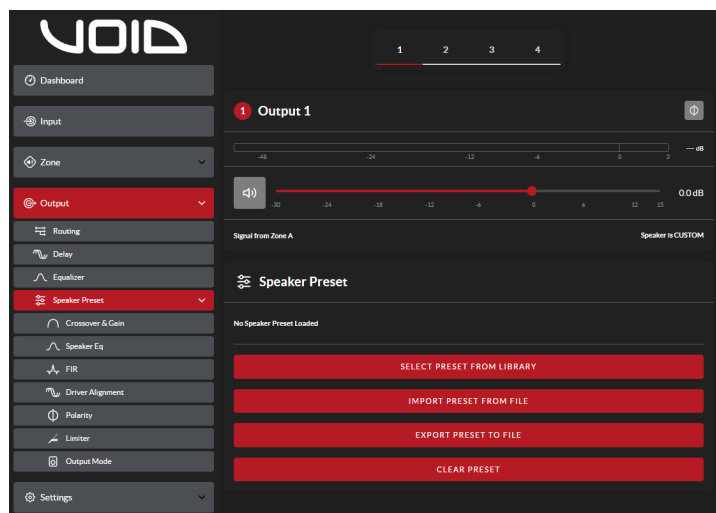 VOID
1 2 3 4
Dashboard
Input
Zone
Output
Routing
Delay
Equalizer
Speaker Preset
Crossover & Gain
Speaker Eq
FIR
Driver Alignment
Polarity
Limiter
Output Mode
Settings
1 Output 1
--- dB
-48 -24 -12 -6 0 3
0.0 dB
-30 -24 -18 -12 -6 0 6 12 15
Signal from Zone A Speaker is CUSTOM
Speaker Preset
No Speaker Preset Loaded
SELECT PRESET FROM LIBRARY
IMPORT PRESET FROM FILE
EXPORT PRESET TO FILE
CLEAR PRESET